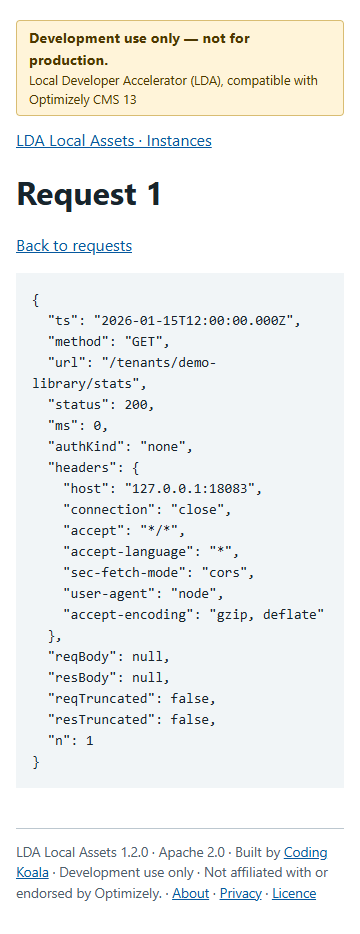 Development use only — not for
production.
Local Developer Accelerator (LDA), compatible with
Optimizely CMS 13
LDA Local Assets · Instances
Request 1
Back to requests
{
  "ts": "2026-01-15T12:00:00.000Z",
  "method": "GET",
  "url": "/tenants/demo-
library/stats",
  "status": 200,
  "ms": 0,
  "authKind": "none",
  "headers": {
    "host": "127.0.0.1:18083",
    "connection": "close",
    "accept": "*/*",
    "accept-language": "*",
    "sec-fetch-mode": "cors",
    "user-agent": "node",
    "accept-encoding": "gzip, deflate"
  },
  "reqBody": null,
  "resBody": null,
  "reqTruncated": false,
  "resTruncated": false,
  "n": 1
}
LDA Local Assets 1.2.0 · Apache 2.0 · Built by Coding
Koala · Development use only · Not affiliated with or
endorsed by Optimizely. · About · Privacy · Licence